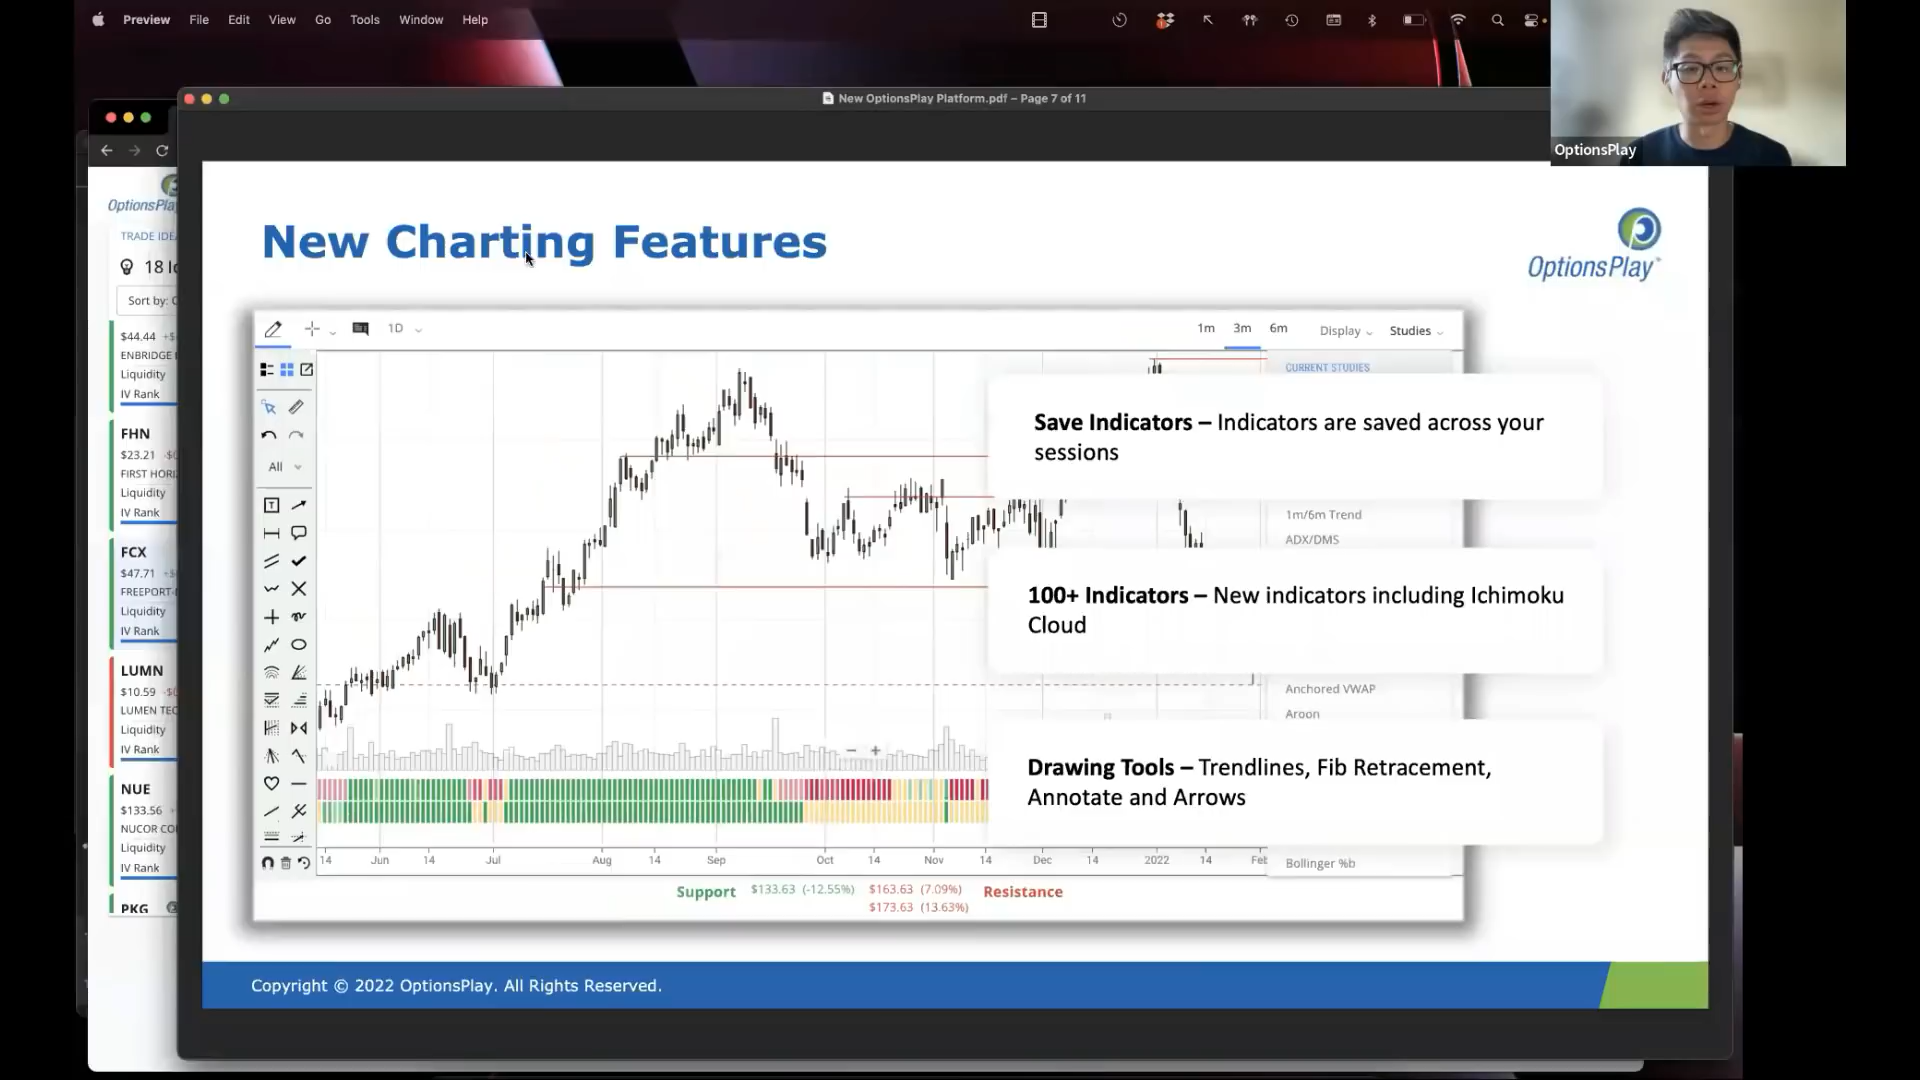 Preview File Edit View Go Tools Window Help
New OptionsPlay Platform.pdf – Page 7 of 11
OptionsPlay
OptionsPla
TRADE IDE
18 Id
Sort by:
$44.44
ENBRIDGE
Liquidity
IV Rank
FHN
$23.21
FIRST HORI
Liquidity
IV Rank
FCX
$47.71
FREEPORT-
Liquidity
IV Rank
LUMN
$10.59
LUMEN TEC
Liquidity
IV Rank
NUE
$133.56
NUCOR CO
Liquidity
IV Rank
PKG
New Charting Features
OptionsPlay
1D
1m 3m 6m Display Studies
All
CURRENT STUDIES
Save Indicators – Indicators are saved across your
sessions
1m/6m Trend
ADX/DMS
100+ Indicators – New indicators including Ichimoku
Cloud
Anchored VWAP
Aroon
Drawing Tools – Trendlines, Fib Retracement,
Annotate and Arrows
Bollinger %b
14 Jun 14 Jul Aug 14 Sep Oct 14 Nov 14 Dec 14 2022 14 Feb
Support $133.63 (-12.55%) $163.63 (7.09%) Resistance
$173.63 (13.63%)
Copyright © 2022 OptionsPlay. All Rights Reserved.